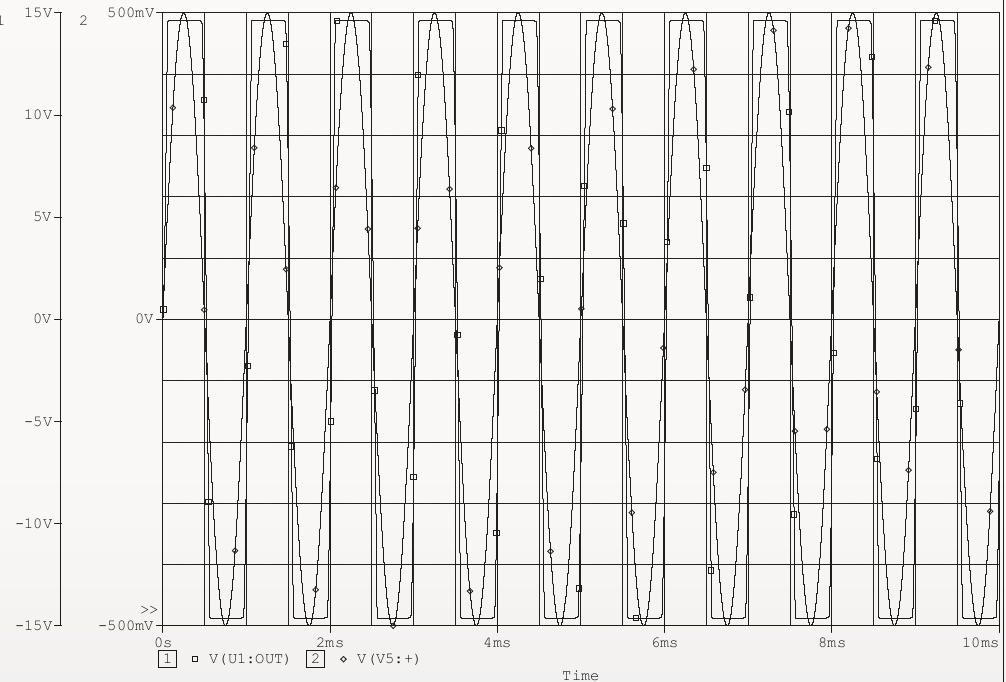 1 15V 2 500mV
10V
5V
0V 0V
-5V
-10V
>>
-15V -500mV
0s 2ms 4ms 6ms 8ms 10ms
1 V(U1:OUT) 2 V(V5:+)
Time